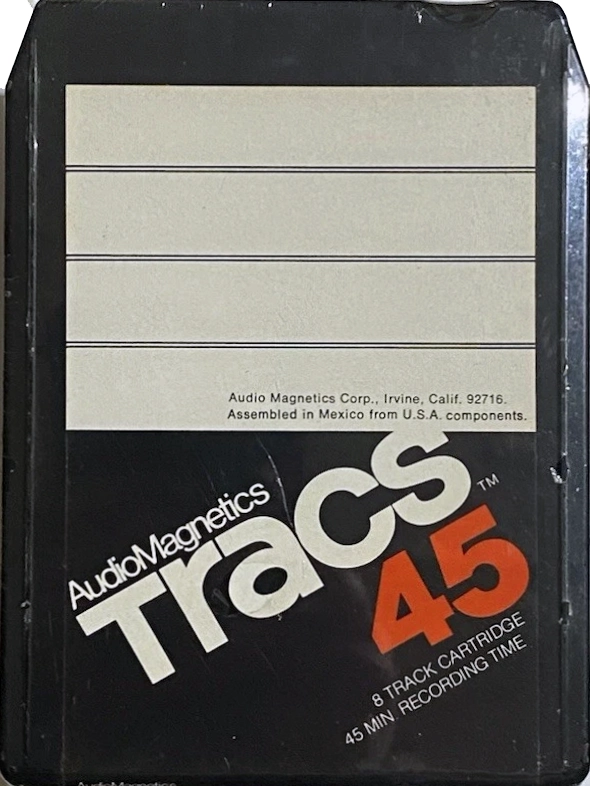 Audio Magnetics Corp., Irvine, Calif. 92716.
Assembled in Mexico from U.S.A. components.
AudioMagnetics
Tracs™
45
8 TRACK CARTRIDGE
45 MIN. RECORDING TIME
AudioMagnetics